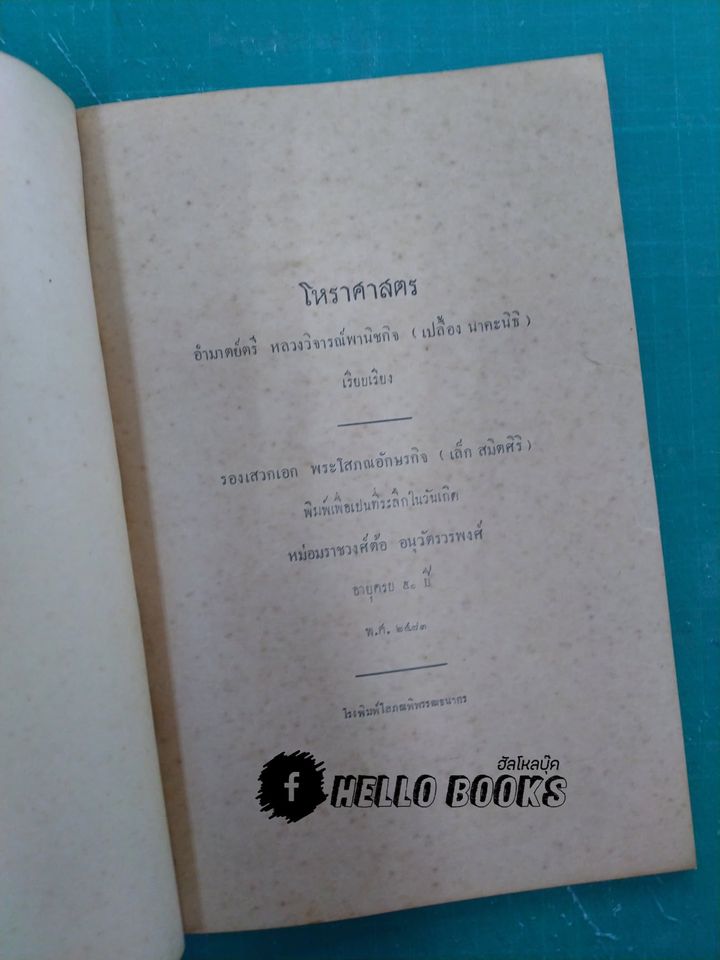 โหราศาสตร
อำมาตย์ตรี หลวงวิจารณ์พานิชกิจ (เปลื้อง นาคะนิธิ)
เรียบเรียง
รองเสวกเอก พระโสภณอักษรกิจ (เล็ก สมิตศิริ)
พิมพ์เพื่อเปนที่ระลึกในวันเกิด
หม่อมราชวงศ์ต้อ อนุวัตรวรพงศ์
อายุครบ ๕๐ ปี
พ.ศ. ๒๔๗๓
โรงพิมพ์โสภณพิพรรฒธนากร
ฮัลโหลบุ๊ค
f HELLO BOOKS